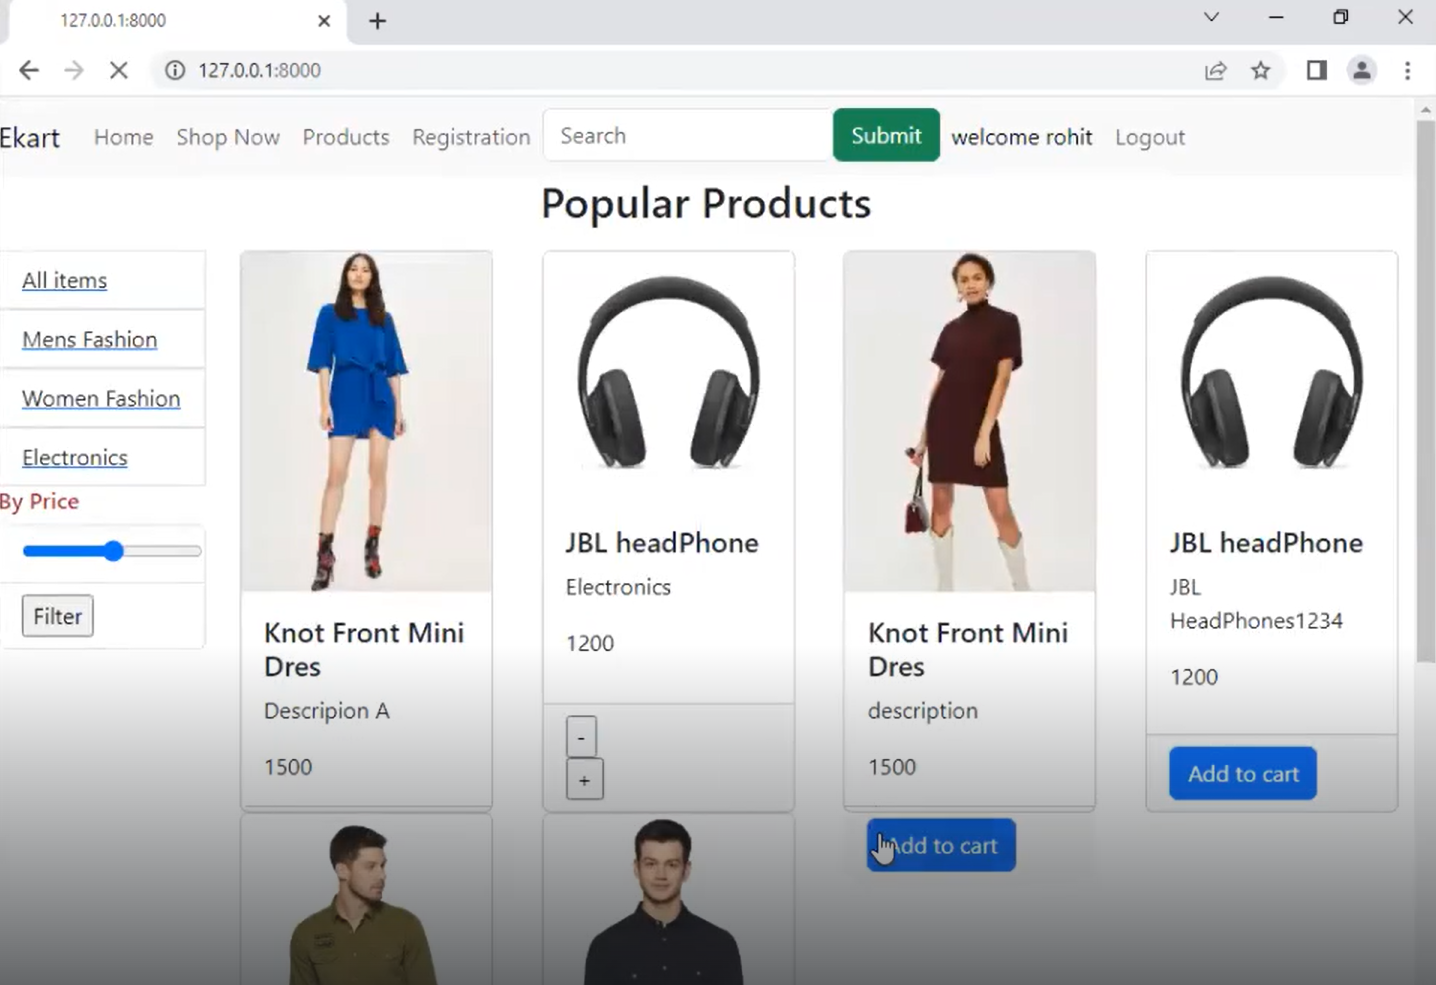 127.0.0.1:8000
127.0.0.1:8000
Ekart Home Shop Now Products Registration Search Submit welcome rohit Logout
Popular Products
All items
Mens Fashion
Women Fashion
Electronics
By Price
Filter
Knot Front Mini
Dres
Descripion A
1500
JBL headPhone
Electronics
1200
-
+
Knot Front Mini
Dres
description
1500
Add to cart
JBL headPhone
JBL
HeadPhones1234
1200
Add to cart